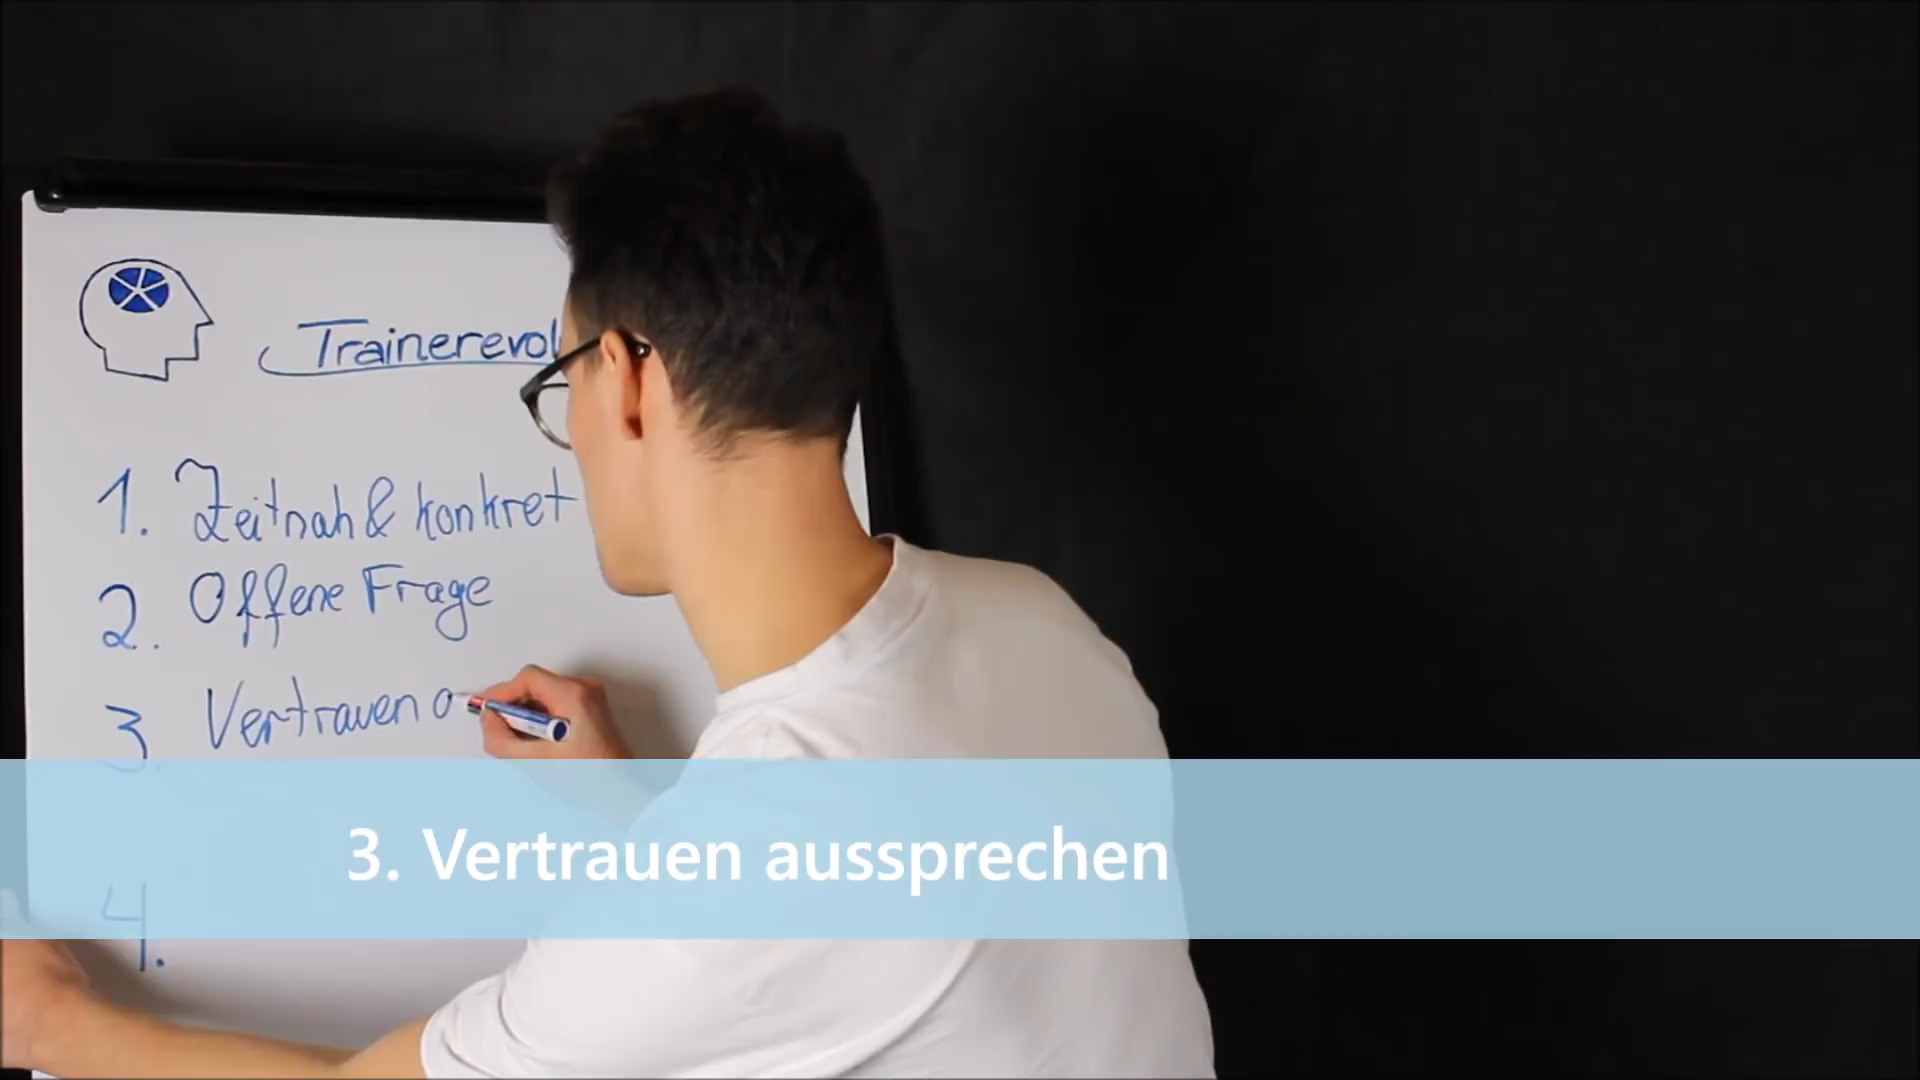 Trainerevol
1. Zeitnah & konkret
2. Offene Frage
3. Vertrauen a
3. Vertrauen aussprechen
4.